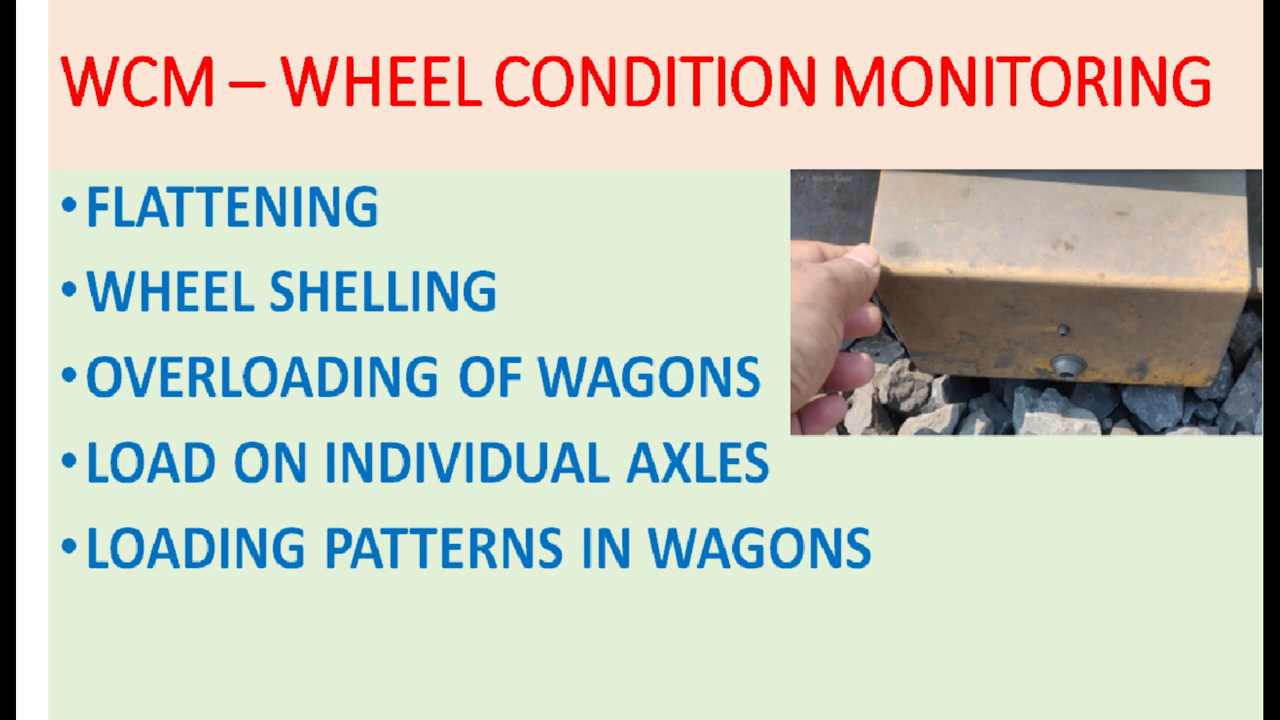 WCM – WHEEL CONDITION MONITORING
•FLATTENING
•WHEEL SHELLING
•OVERLOADING OF WAGONS
•LOAD ON INDIVIDUAL AXLES
•LOADING PATTERNS IN WAGONS